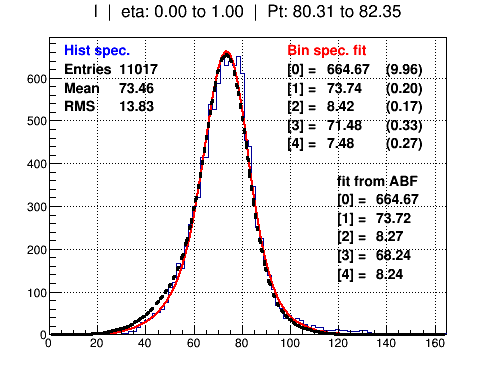 I | eta: 0.00 to 1.00 | Pt: 80.31 to 82.35
Hist spec.
Entries 11017
Mean 73.46
RMS 13.83
Bin spec. fit
[0] = 664.67 (9.96)
[1] = 73.74 (0.20)
[2] = 8.42 (0.17)
[3] = 71.48 (0.33)
[4] = 7.48 (0.27)
fit from ABF
[0] = 664.67
[1] = 73.72
[2] = 8.27
[3] = 68.24
[4] = 8.24
600
500
400
300
200
100
0
0 20 40 60 80 100 120 140 160